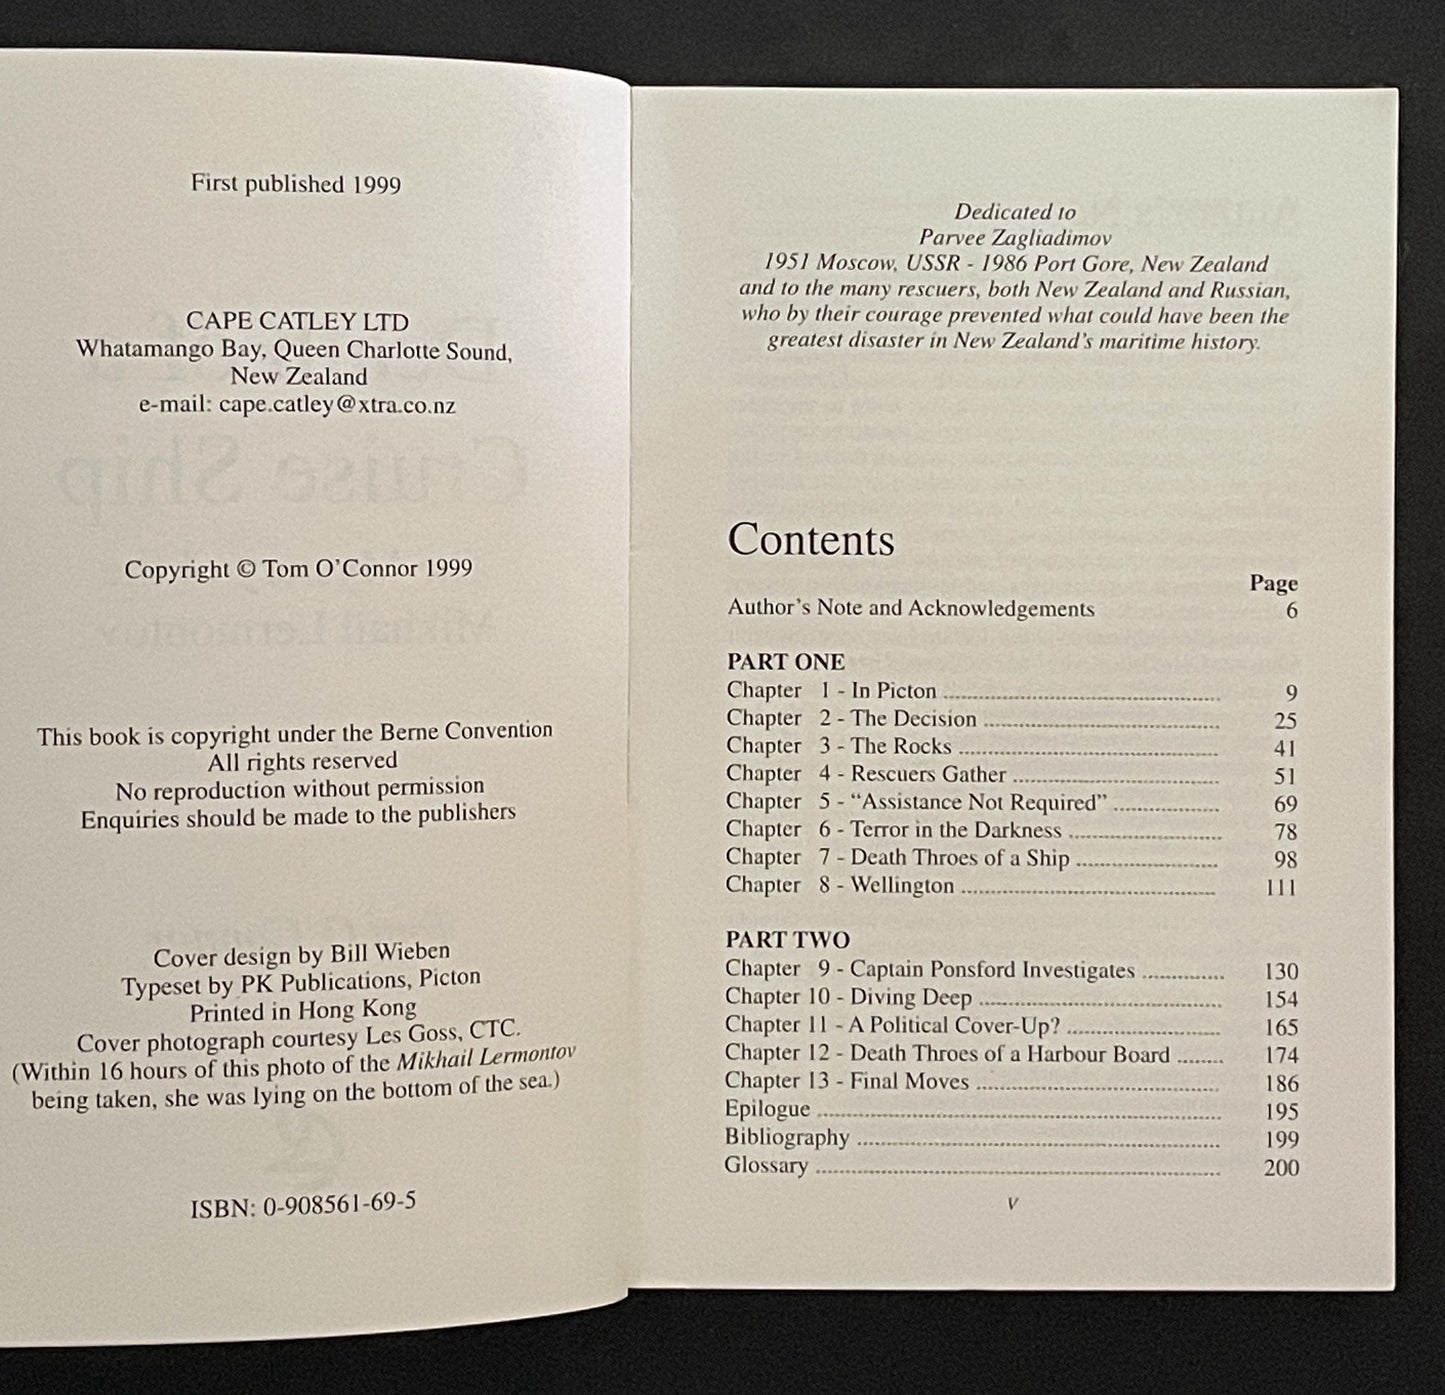 First published 1999
CAPE CATLEY LTD
Whatamango Bay, Queen Charlotte Sound,
New Zealand
e-mail: cape.catley@xtra.co.nz
Copyright © Tom O'Connor 1999
This book is copyright under the Berne Convention
All rights reserved
No reproduction without permission
Enquiries should be made to the publishers
Cover design by Bill Wieben
Typeset by PK Publications, Picton
Printed in Hong Kong
Cover photograph courtesy Les Goss, CTC.
(Within 16 hours of this photo of the Mikhail Lermontov
being taken, she was lying on the bottom of the sea.)
ISBN: 0-908561-69-5
Dedicated to
Parvee Zagliadimov
1951 Moscow, USSR - 1986 Port Gore, New Zealand
and to the many rescuers, both New Zealand and Russian,
who by their courage prevented what could have been the
greatest disaster in New Zealand's maritime history.
Contents
Page
Author's Note and Acknowledgements 6
PART ONE
Chapter 1 - In Picton 9
Chapter 2 - The Decision 25
Chapter 3 - The Rocks 41
Chapter 4 - Rescuers Gather 51
Chapter 5 - “Assistance Not Required” 69
Chapter 6 - Terror in the Darkness 78
Chapter 7 - Death Throes of a Ship 98
Chapter 8 - Wellington 111
PART TWO
Chapter 9 - Captain Ponsford Investigates 130
Chapter 10 - Diving Deep 154
Chapter 11 - A Political Cover-Up? 165
Chapter 12 - Death Throes of a Harbour Board 174
Chapter 13 - Final Moves 186
Epilogue 195
Bibliography 199
Glossary 200
v